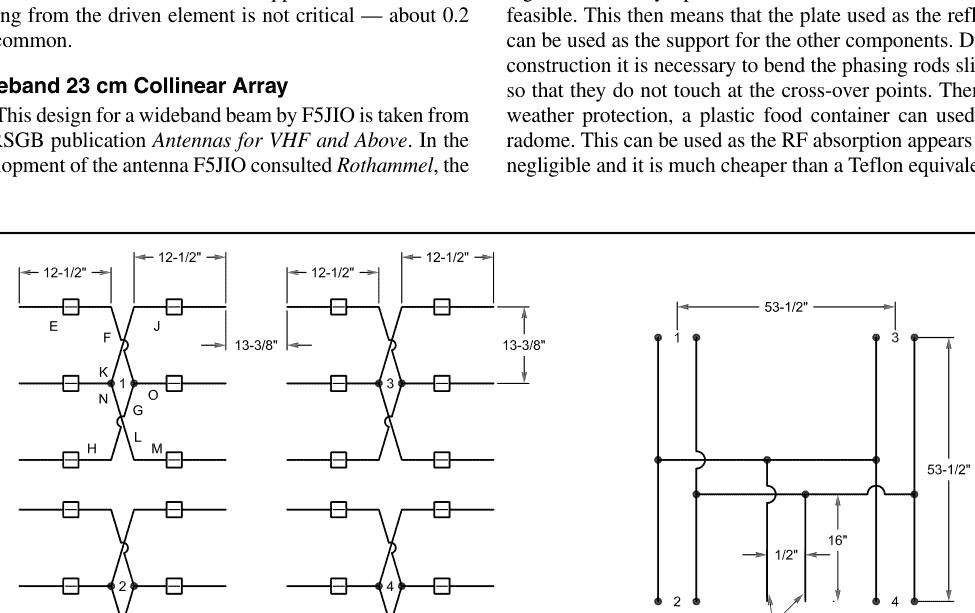 ing from the driven element is not critical — about 0.2
common.
eband 23 cm Collinear Array
This design for a wideband beam by F5JIO is taken from
RSGB publication Antennas for VHF and Above. In the
lopment of the antenna F5JIO consulted Rothammel, the
feasible. This then means that the plate used as the refl
can be used as the support for the other components. D
construction it is necessary to bend the phasing rods sli
so that they do not touch at the cross-over points. Ther
weather protection, a plastic food container can used
radome. This can be used as the RF absorption appears
negligible and it is much cheaper than a Teflon equivale
12-1/2"
12-1/2"
E
F
J
13-3/8"
K
1
N
O
G
L
H
M
2
12-1/2"
12-1/2"
13-3/8"
3
4
53-1/2"
1
3
53-1/2"
16"
1/2"
2
4